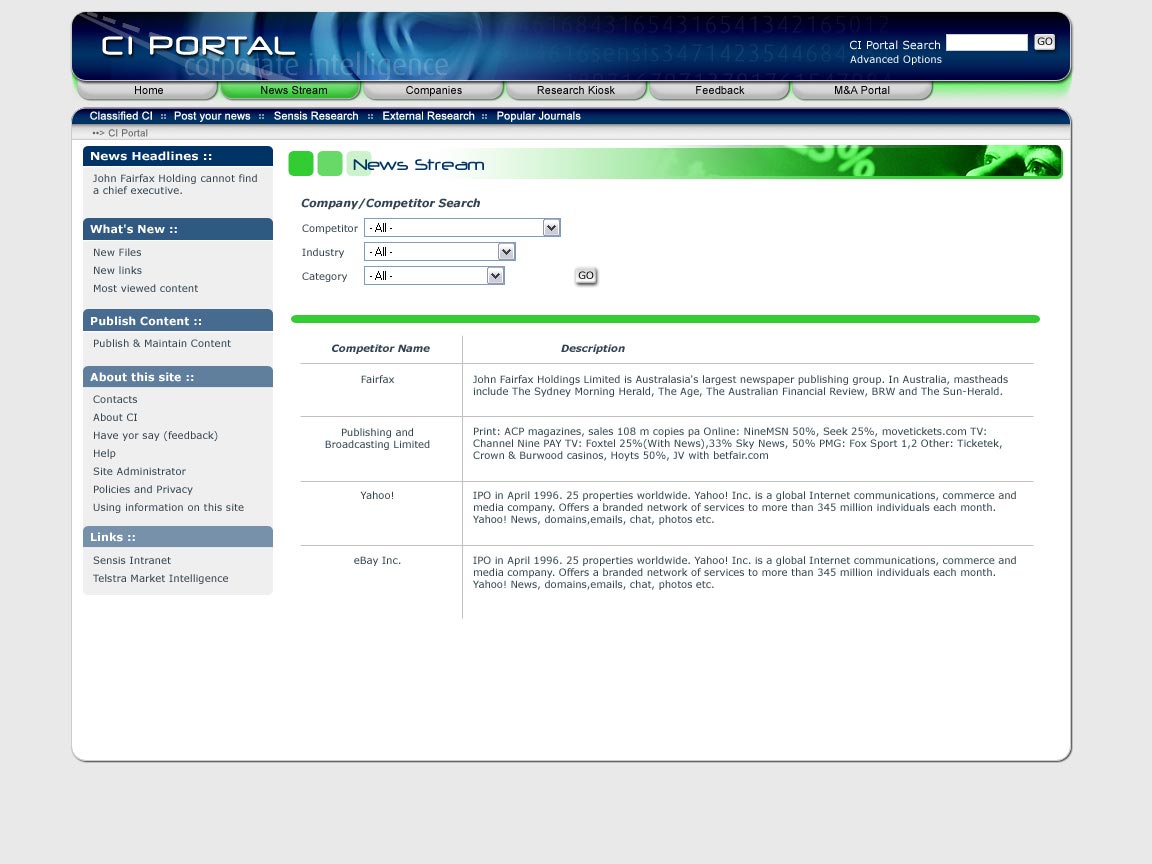 CI PORTAL
corporate intelligence
CI Portal Search
GO
Advanced Options
Home
News Stream
Companies
Research Kiosk
Feedback
M&A Portal
Classified CI :: Post your news :: Sensis Research :: External Research :: Popular Journals
••> CI Portal
News Headlines ::
John Fairfax Holding cannot find
a chief executive.
What's New ::
New Files
New links
Most viewed content
Publish Content ::
Publish & Maintain Content
About this site ::
Contacts
About CI
Have yor say (feedback)
Help
Site Administrator
Policies and Privacy
Using information on this site
Links ::
Sensis Intranet
Telstra Market Intelligence
News Stream
%
Company/Competitor Search
Competitor - All -
Industry - All -
Category - All -
GO
Competitor Name
Description
Fairfax
John Fairfax Holdings Limited is Australasia's largest newspaper publishing group. In Australia, mastheads
include The Sydney Morning Herald, The Age, The Australian Financial Review, BRW and The Sun-Herald.
Publishing and
Broadcasting Limited
Print: ACP magazines, sales 108 m copies pa Online: NineMSN 50%, Seek 25%, movetickets.com TV:
Channel Nine PAY TV: Foxtel 25%(With News),33% Sky News, 50% PMG: Fox Sport 1,2 Other: Ticketek,
Crown & Burwood casinos, Hoyts 50%, JV with betfair.com
Yahoo!
IPO in April 1996. 25 properties worldwide. Yahoo! Inc. is a global Internet communications, commerce and
media company. Offers a branded network of services to more than 345 million individuals each month.
Yahoo! News, domains,emails, chat, photos etc.
eBay Inc.
IPO in April 1996. 25 properties worldwide. Yahoo! Inc. is a global Internet communications, commerce and
media company. Offers a branded network of services to more than 345 million individuals each month.
Yahoo! News, domains,emails, chat, photos etc.